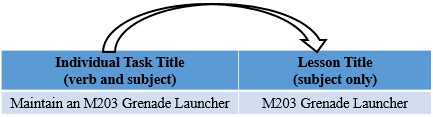 Individual Task Title
(verb and subject)
Lesson Title
(subject only)
Maintain an M203 Grenade Launcher
M203 Grenade Launcher